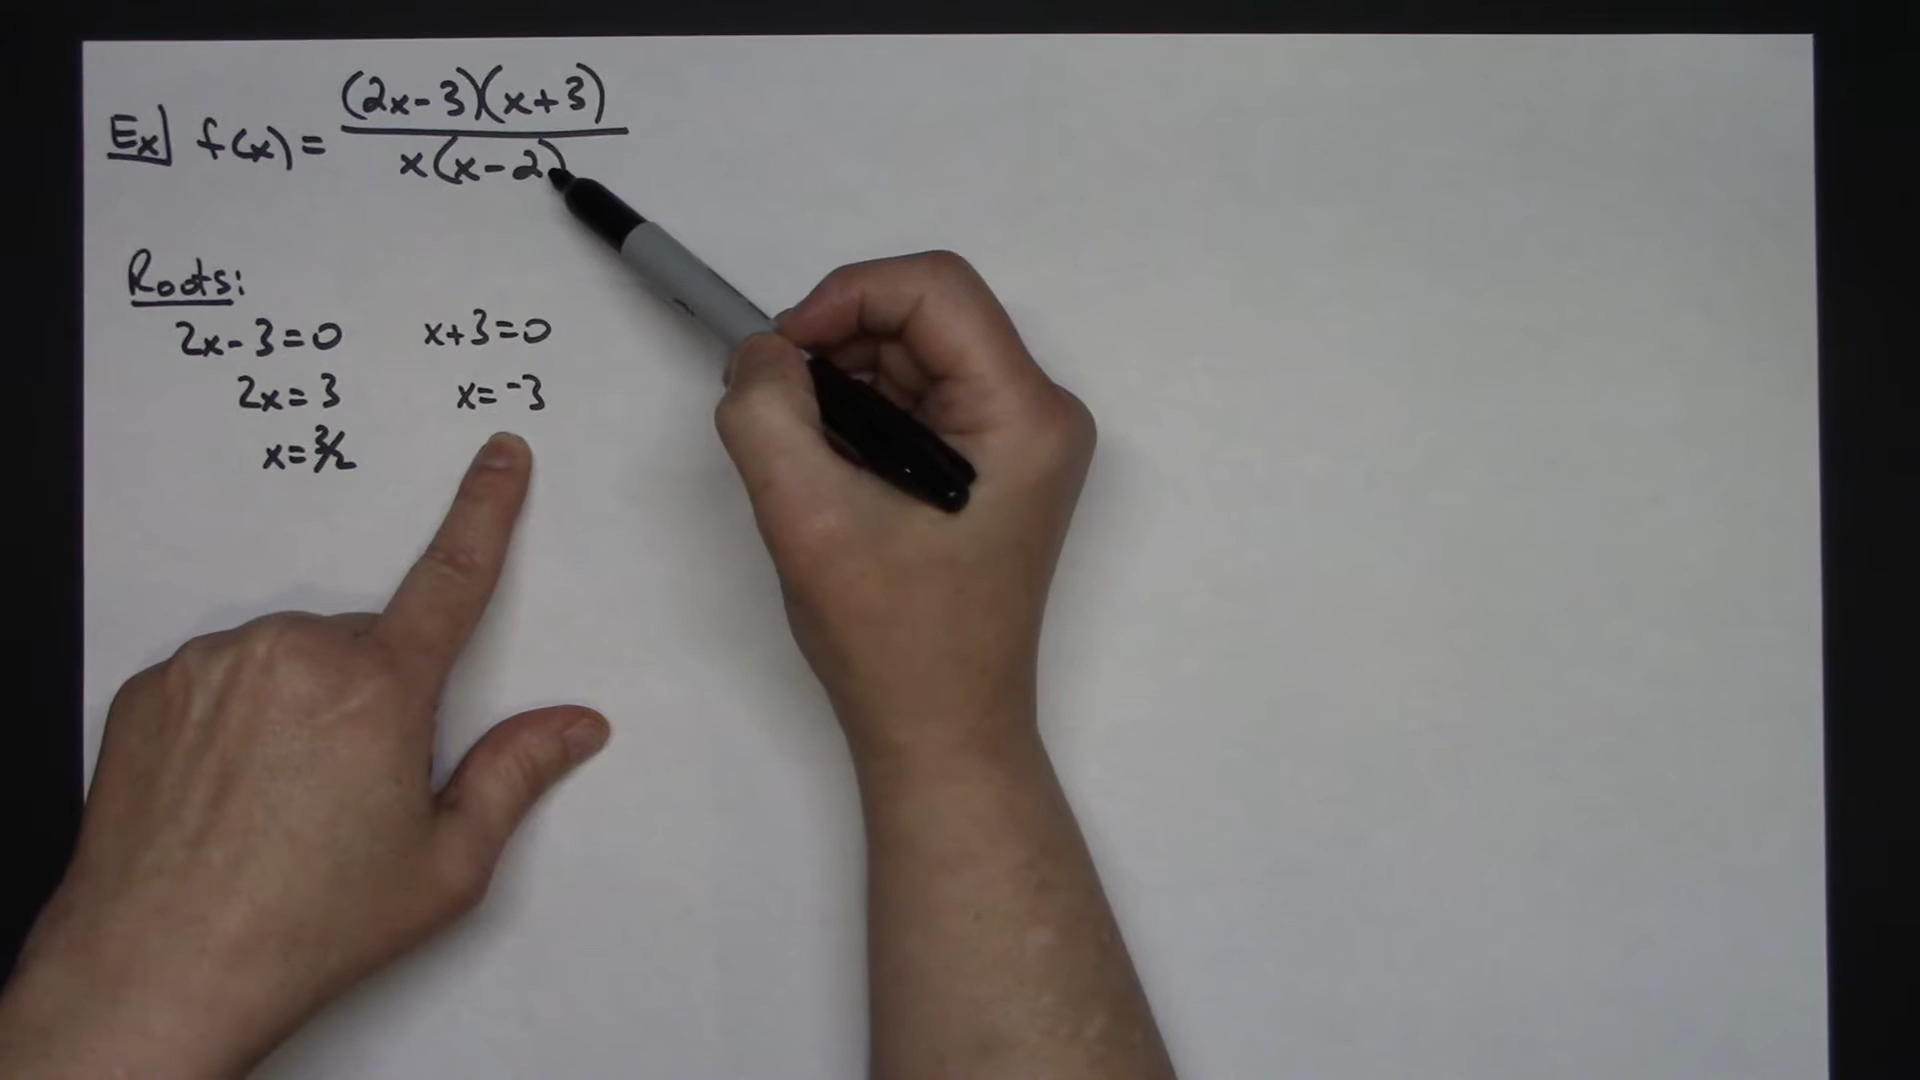 Ex] f(x) = (2x-3)(x+3) / x(x-2)
Roots:
2x-3=0 x+3=0
2x=3 x=-3
x=3/2